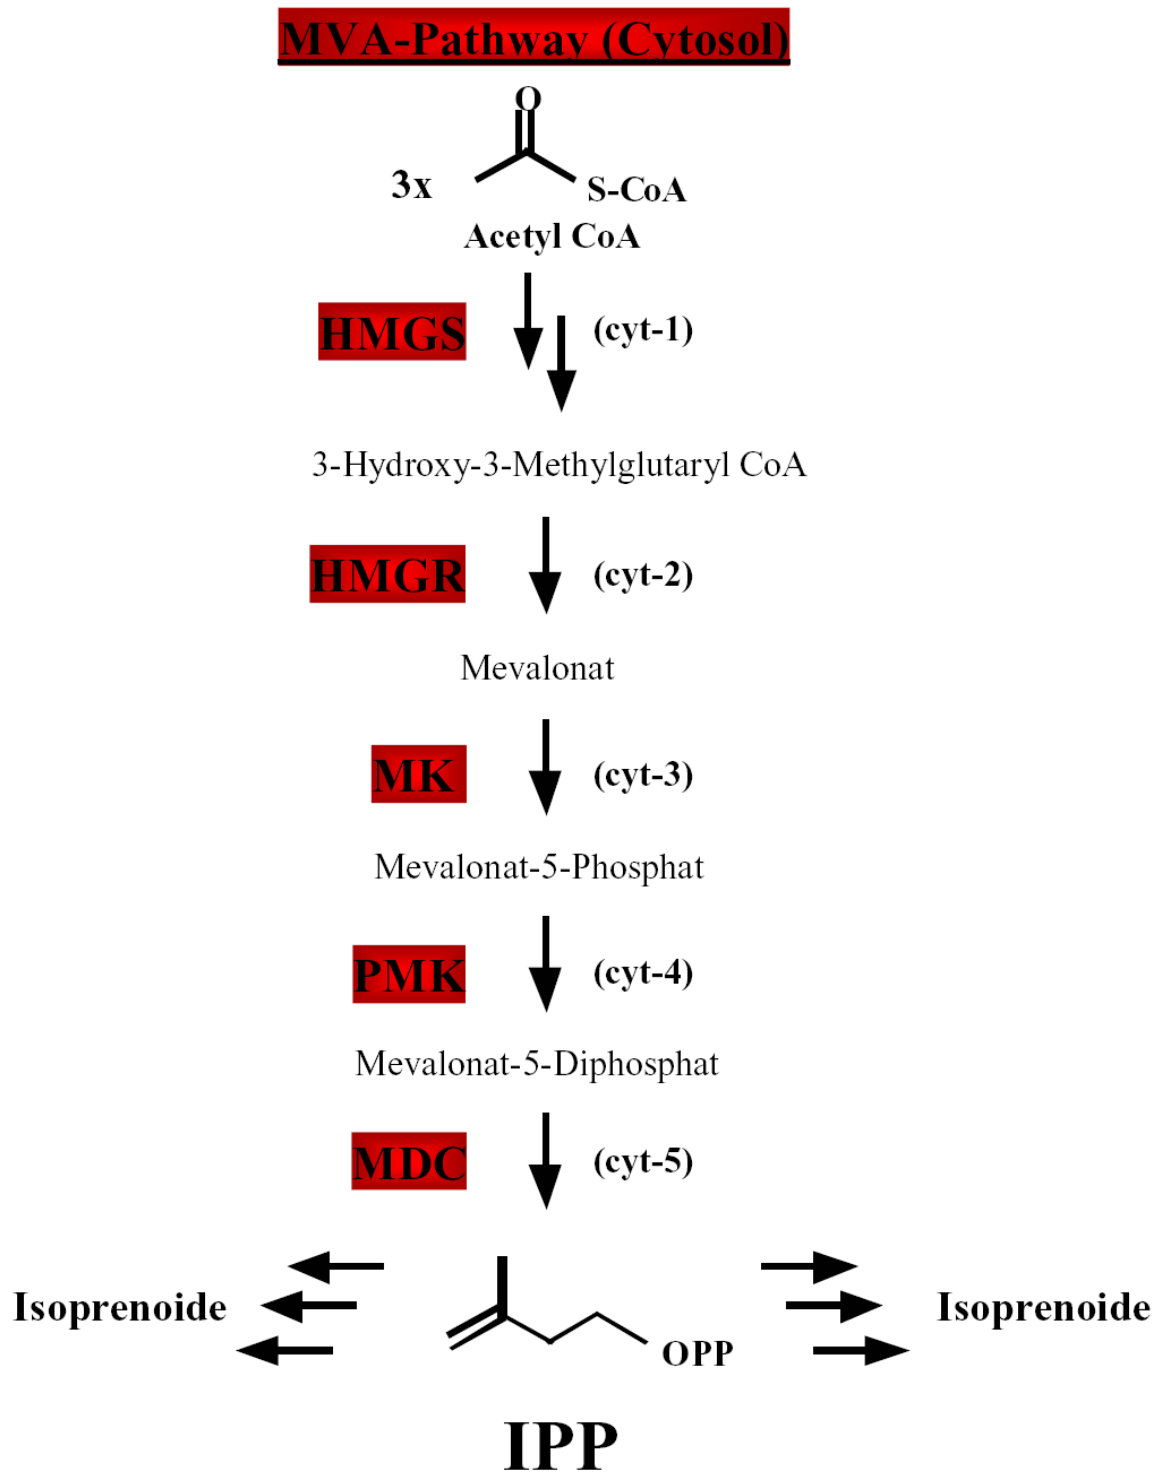 MVA-Pathway (Cytosol)
O
3x
S-CoA
Acetyl CoA
HMGS (cyt-1)
3-Hydroxy-3-Methylglutaryl CoA
HMGR (cyt-2)
Mevalonat
MK (cyt-3)
Mevalonat-5-Phosphat
PMK (cyt-4)
Mevalonat-5-Diphosphat
MDC (cyt-5)
Isoprenoide Isoprenoide
OPP
IPP